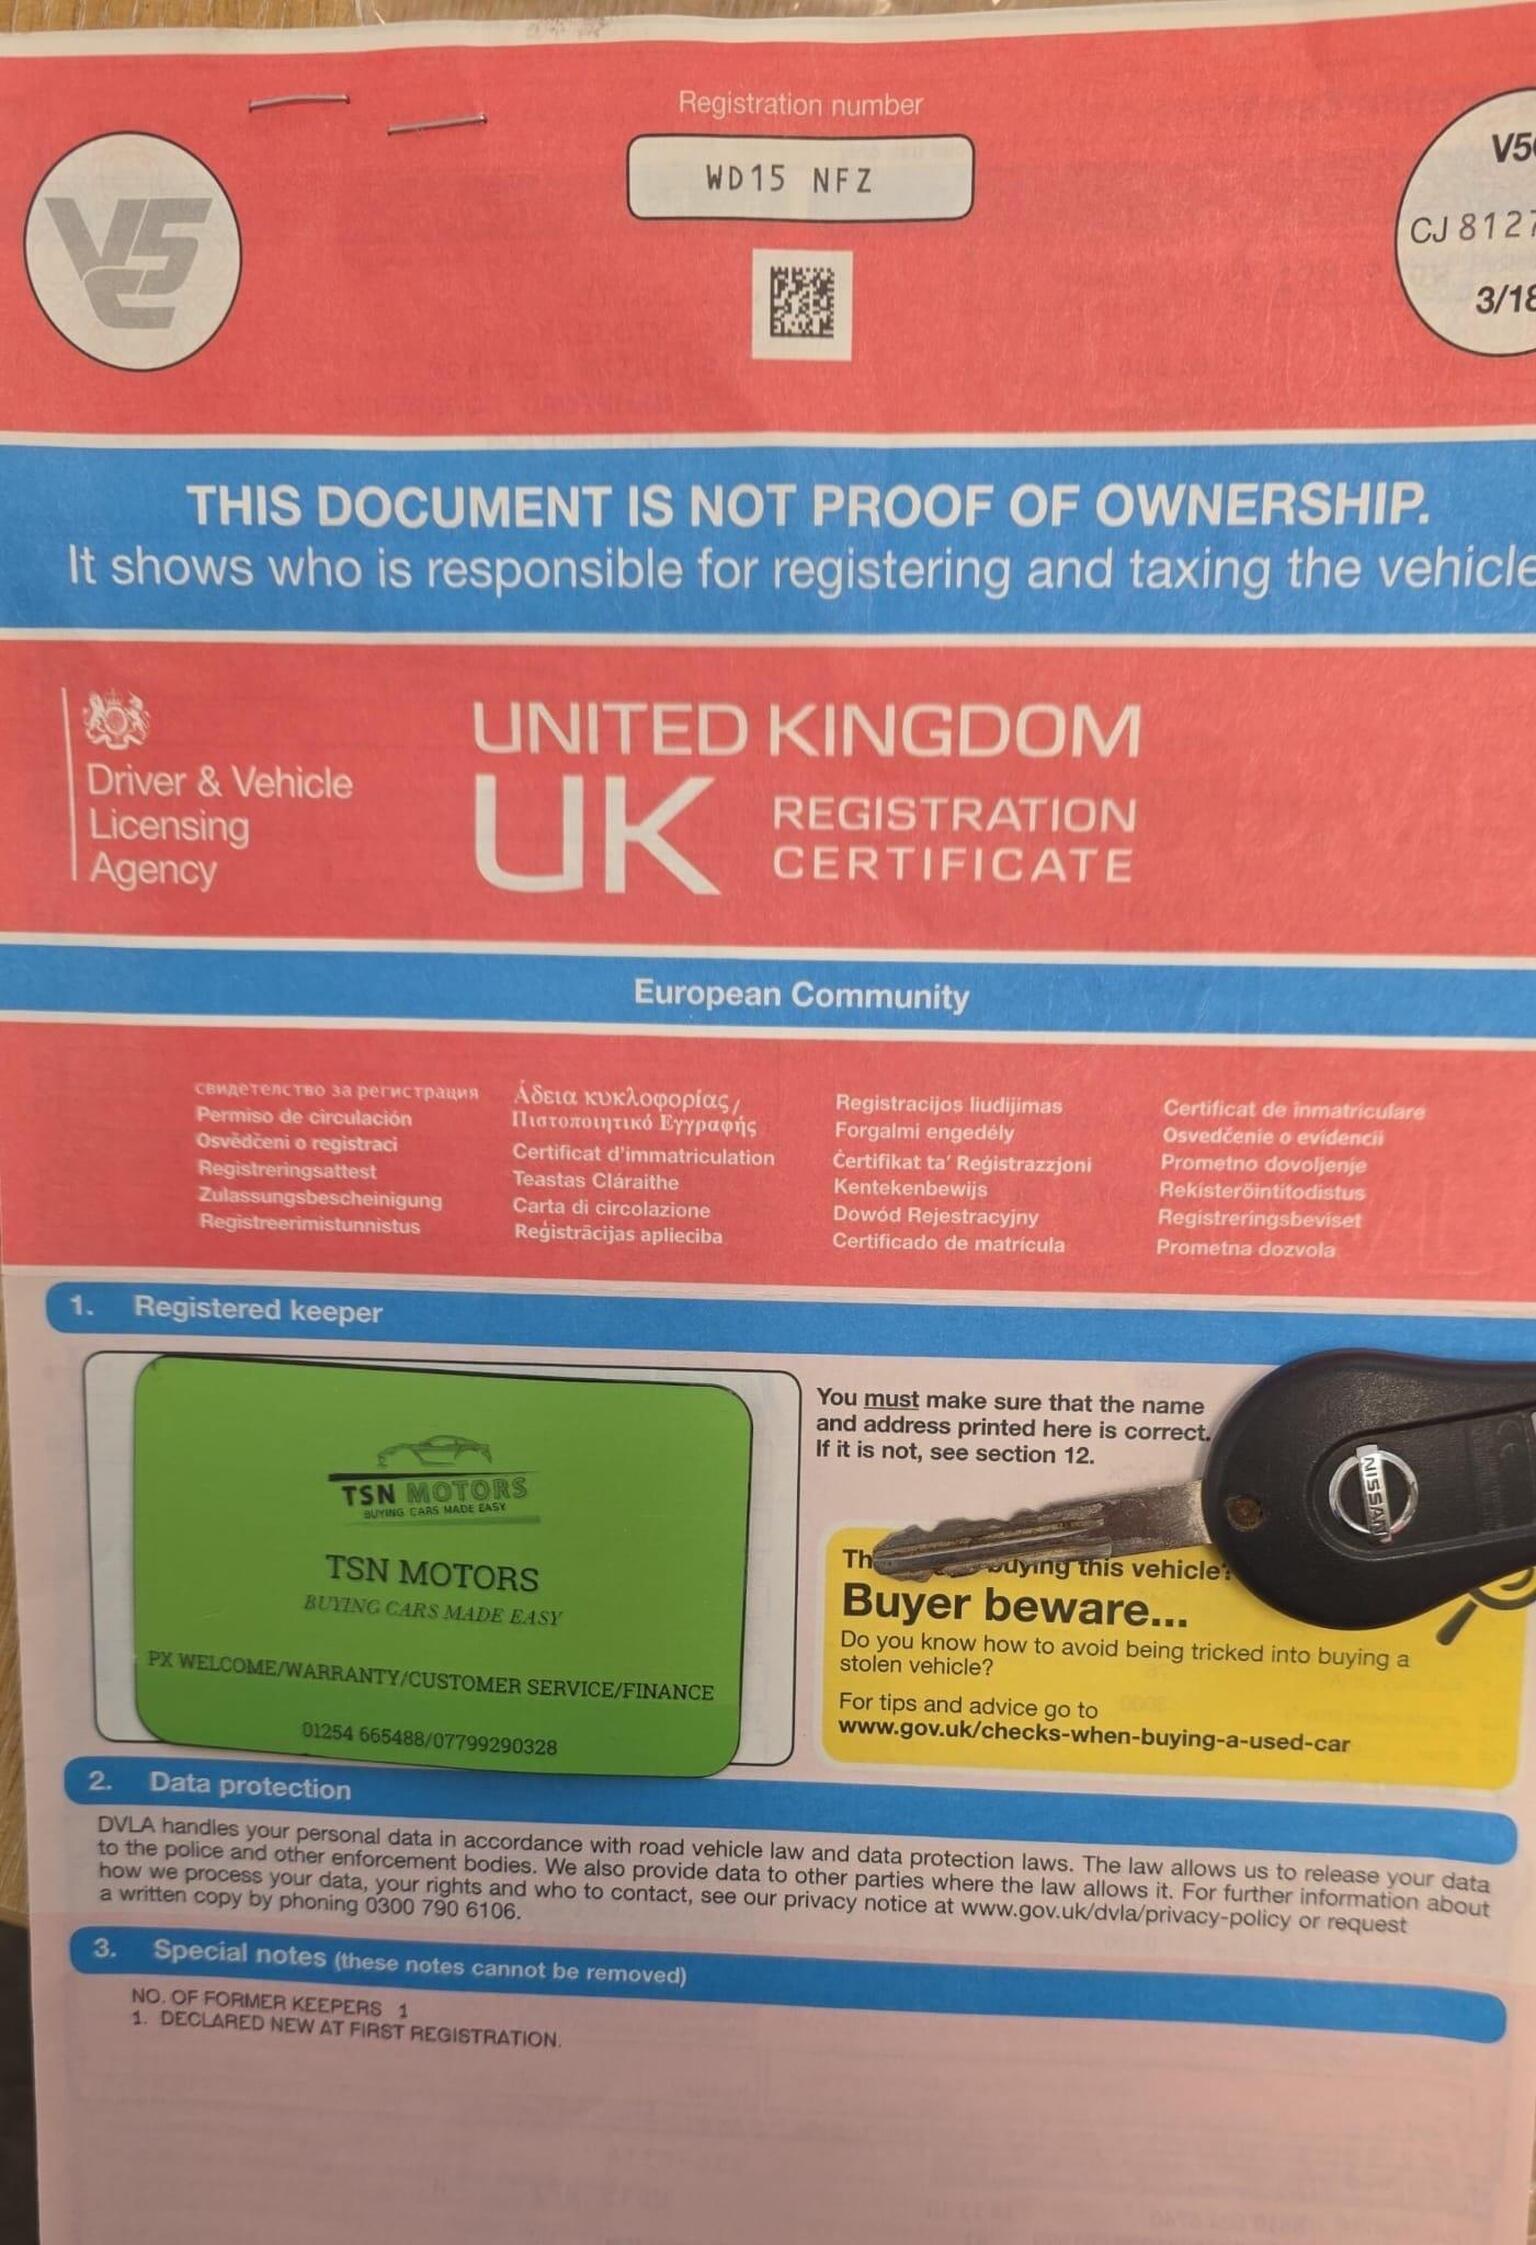 Registration number
WD15 NFZ
V5C
CJ 8127
3/18
THIS DOCUMENT IS NOT PROOF OF OWNERSHIP.
It shows who is responsible for registering and taxing the vehicle
Driver & Vehicle
Licensing
Agency
UNITED KINGDOM
UK
REGISTRATION
CERTIFICATE
European Community
свидетелство за регистрация
Permiso de circulación
Osvědčeni o registraci
Registreringsattest
Zulassungsbescheinigung
Registreerimistunnistus
Άδεια κυκλοφορίας/
Πιστοποιητικό Εγγραφής
Certificat d'immatriculation
Teastas Cláraithe
Carta di circolazione
Reģistrācijas apliecība
Registracijos liudijimas
Forgalmi engedély
Ċertifikat ta' Reġistrazzjoni
Kentekenbewijs
Dowód Rejestracyjny
Certificado de matrícula
Certificat de înmatriculare
Osvedčenie o evidencii
Prometno dovoljenje
Rekisteröintitodistus
Registreringsbeviset
Prometna dozvola
1. Registered keeper
TSN MOTORS
BUYING CARS MADE EASY
TSN MOTORS
BUYING CARS MADE EASY
PX WELCOME/WARRANTY/CUSTOMER SERVICE/FINANCE
01254 665488/07799290328
You must make sure that the name
and address printed here is correct.
If it is not, see section 12.
NISSAN
buying this vehicle?
Buyer beware...
Do you know how to avoid being tricked into buying a
stolen vehicle?
For tips and advice go to
www.gov.uk/checks-when-buying-a-used-car
2. Data protection
DVLA handles your personal data in accordance with road vehicle law and data protection laws. The law allows us to release your data
to the police and other enforcement bodies. We also provide data to other parties where the law allows it. For further information about
how we process your data, your rights and who to contact, see our privacy notice at www.gov.uk/dvla/privacy-policy or request
a written copy by phoning 0300 790 6106.
3. Special notes (these notes cannot be removed)
NO. OF FORMER KEEPERS 1
1. DECLARED NEW AT FIRST REGISTRATION.